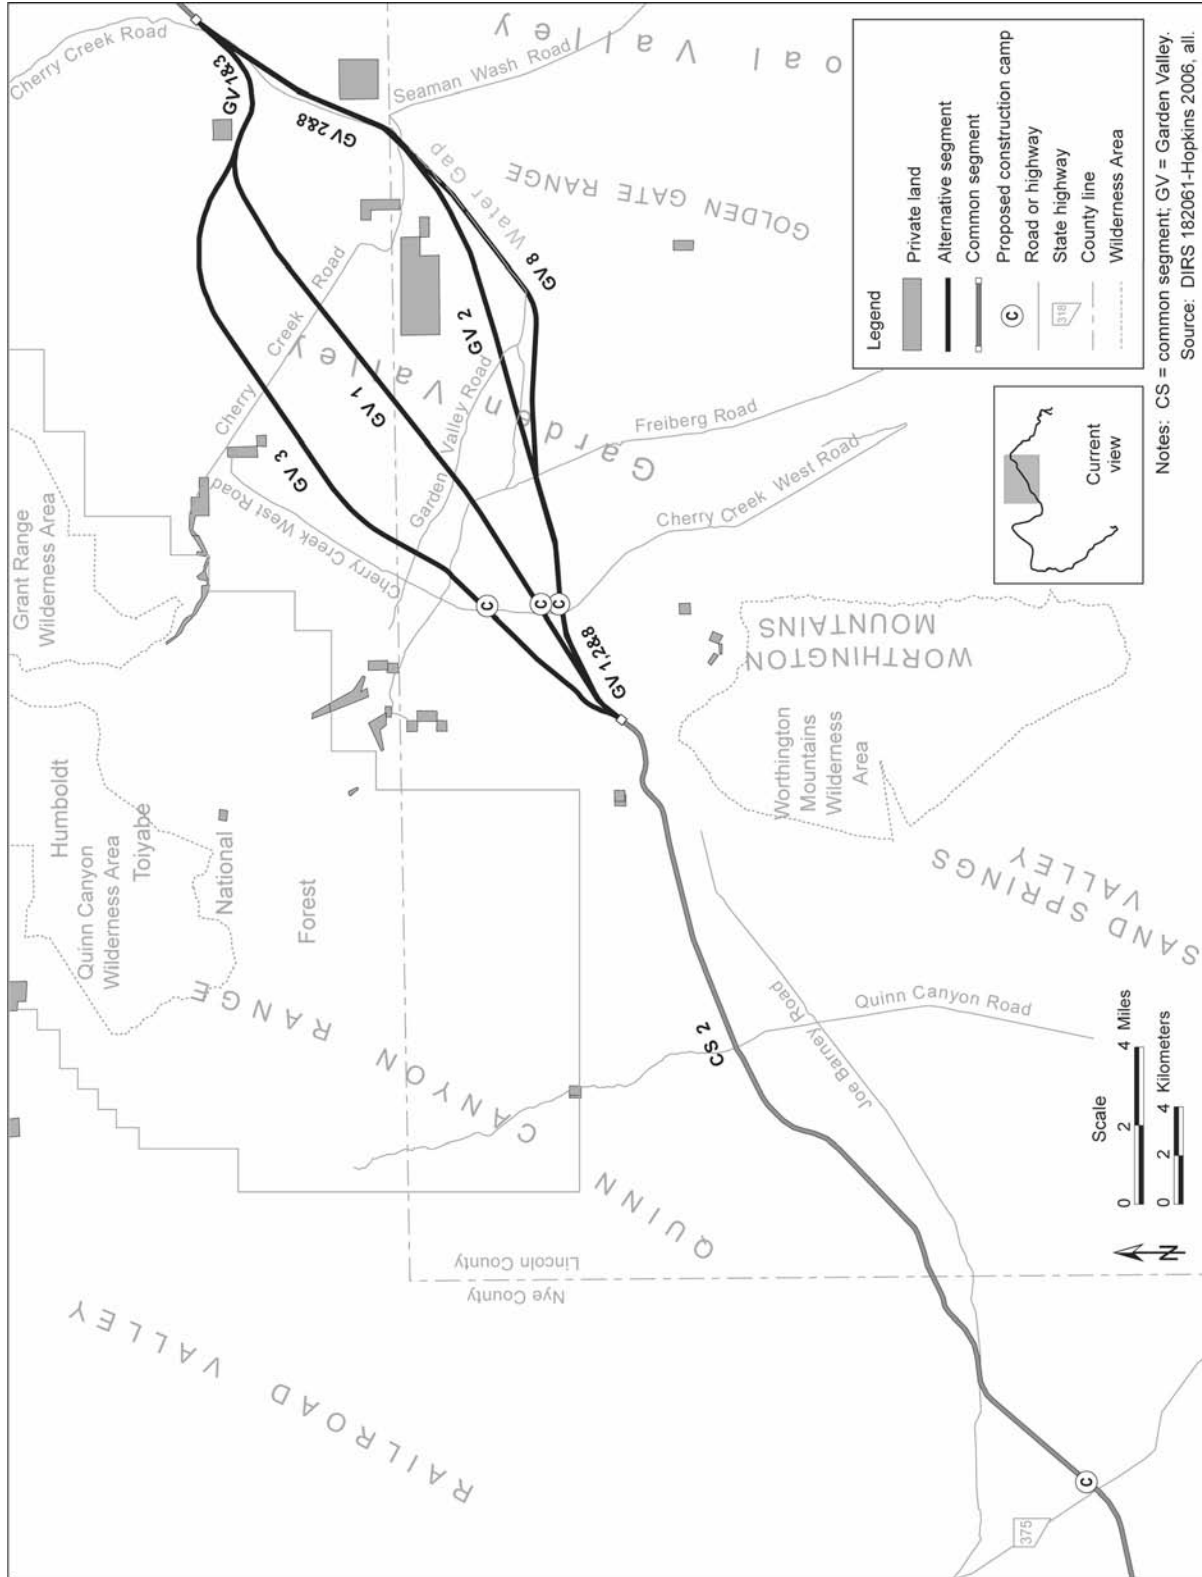 Cherry Creek Road
GV 1&3
GV 2&8
Seaman Wash Road
oal Valley
Water Gap
GOLDEN GATE RANGE
Cherry Creek Road
GV 8
GV 2
GV 1
GV 3
Garden Valley
Garden Valley Road
Freiberg Road
Cherry Creek West Road
Cherry Creek West Road
Grant Range
Wilderness Area
C
C
C
GV 1,2&8
WORTHINGTON
MOUNTAINS
Worthington
Mountains
Wilderness
Area
Humboldt
Toiyabe
National
Forest
Quinn Canyon
Wilderness Area
QUINN CANYON RANGE
SAND SPRINGS
VALLEY
CS 2
Quinn Canyon Road
Joe Barney Road
Lincoln County
Nye County
RAILROAD VALLEY
375
C
Scale
0 2 4 Miles
0 2 4 Kilometers
N
Current
view
Legend
Private land
Alternative segment
Common segment
C Proposed construction camp
Road or highway
318 State highway
County line
Wilderness Area
Notes: CS = common segment; GV = Garden Valley.
Source: DIRS 182061-Hopkins 2006, all.